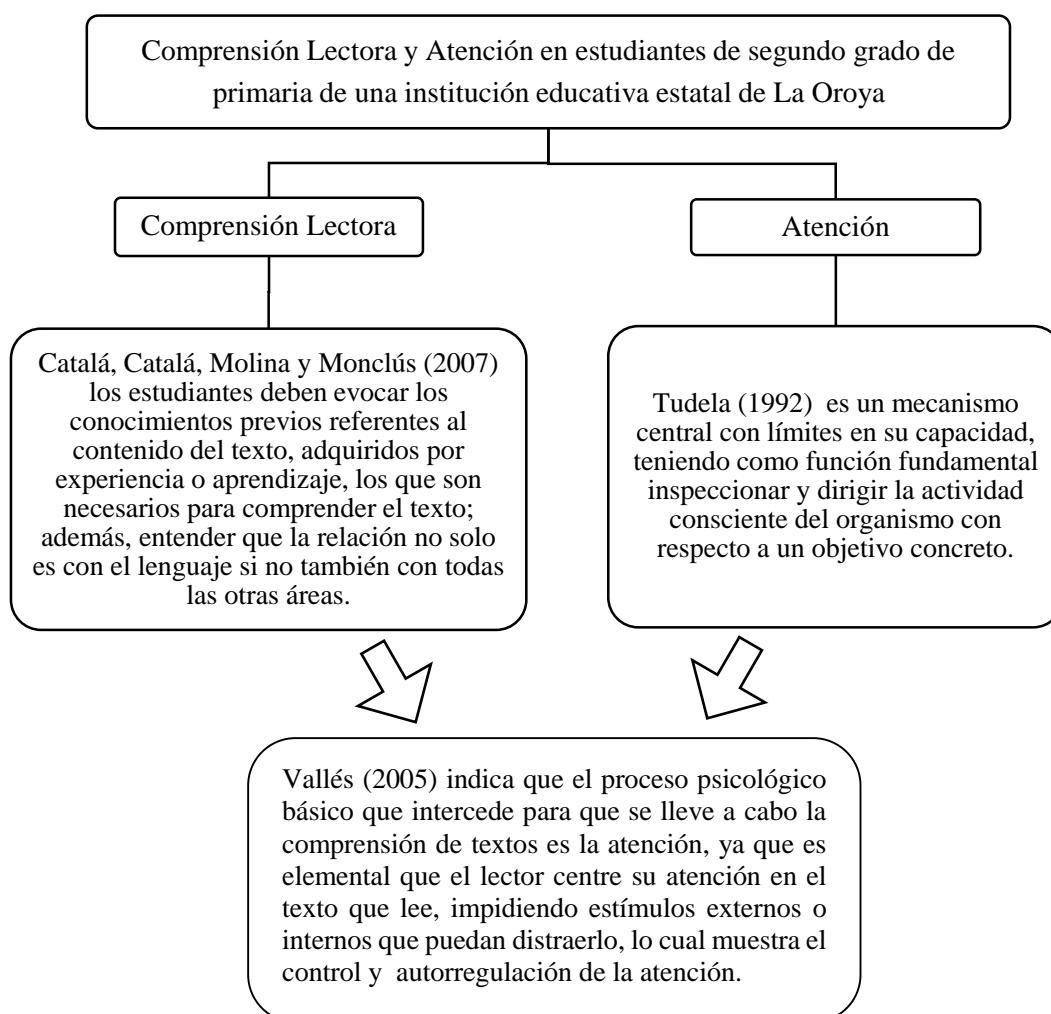 Comprensión Lectora y Atención en estudiantes de segundo grado de
primaria de una institución educativa estatal de La Oroya
Comprensión Lectora
Atención
Catalá, Catalá, Molina y Monclús (2007)
los estudiantes deben evocar los
conocimientos previos referentes al
contenido del texto, adquiridos por
experiencia o aprendizaje, los que son
necesarios para comprender el texto;
además, entender que la relación no solo
es con el lenguaje si no también con todas
las otras áreas.
Tudela (1992) es un mecanismo
central con límites en su capacidad,
teniendo como función fundamental
inspeccionar y dirigir la actividad
consciente del organismo con
respecto a un objetivo concreto.
Vallés (2005) indica que el proceso psicológico
básico que intercede para que se lleve a cabo la
comprensión de textos es la atención, ya que es
elemental que el lector centre su atención en el
texto que lee, impidiendo estímulos externos o
internos que puedan distraerlo, lo cual muestra el
control y autorregulación de la atención.